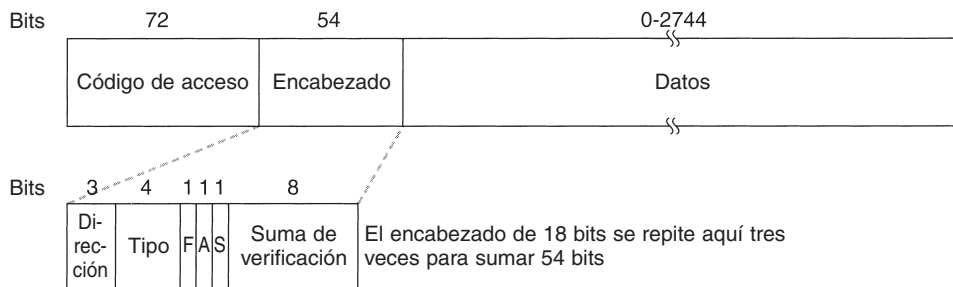 Bits 72 54 0-2744
Código de acceso Encabezado Datos
Bits 3 4 1 1 1 8
Di-
rec-
ción
Tipo F A S
Suma de
verificación
El encabezado de 18 bits se repite aquí tres
veces para sumar 54 bits